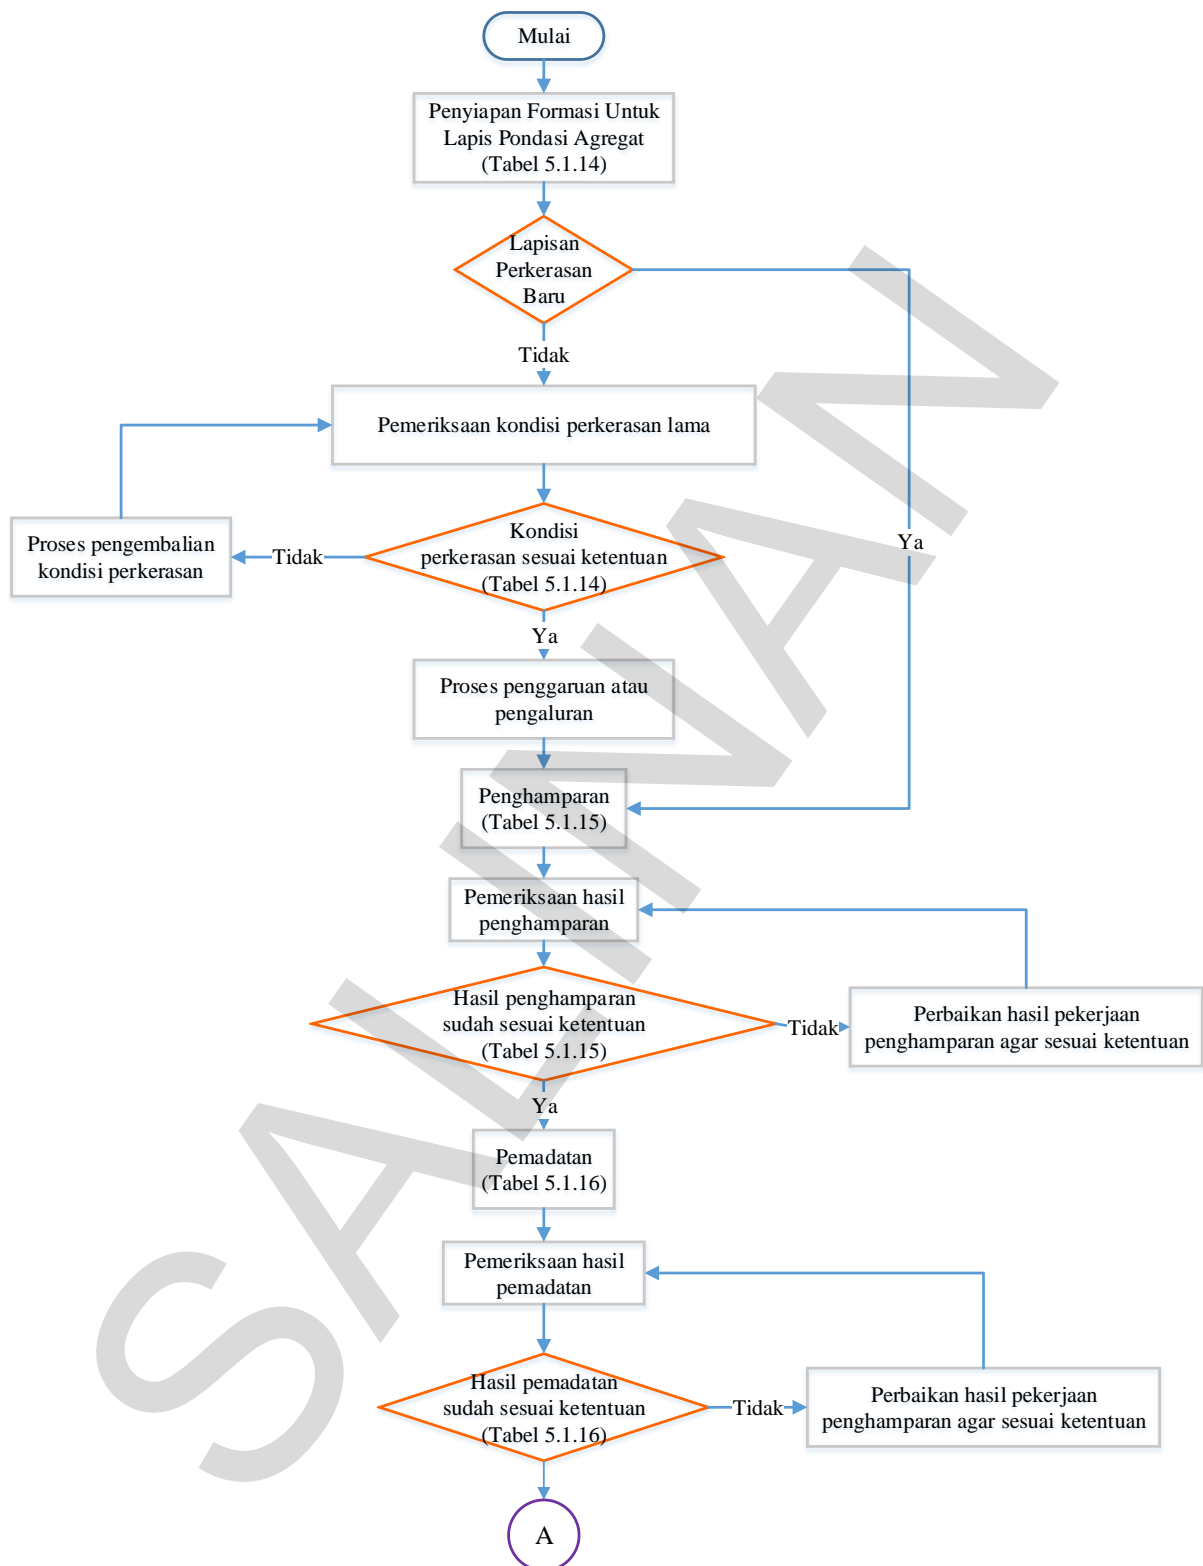 Mulai
Penyiapan Formasi Untuk
Lapis Pondasi Agregat
(Tabel 5.1.14)
Lapisan
Perkerasan
Baru
Tidak
Pemeriksaan kondisi perkerasan lama
Ya
Kondisi
perkerasan sesuai ketentuan
(Tabel 5.1.14)
Tidak
Proses pengembalian
kondisi perkerasan
Ya
Proses penggaruan atau
pengaluran
Penghamparan
(Tabel 5.1.15)
Pemeriksaan hasil
penghamparan
Hasil penghamparan
sudah sesuai ketentuan
(Tabel 5.1.15)
Tidak
Perbaikan hasil pekerjaan
penghamparan agar sesuai ketentuan
Ya
Pemadatan
(Tabel 5.1.16)
Pemeriksaan hasil
pemadatan
Hasil pemadatan
sudah sesuai ketentuan
(Tabel 5.1.16)
Tidak
Perbaikan hasil pekerjaan
penghamparan agar sesuai ketentuan
A
SALINAN